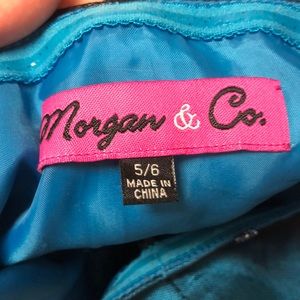 Morgan & Co.
5/6
MADE IN
CHINA